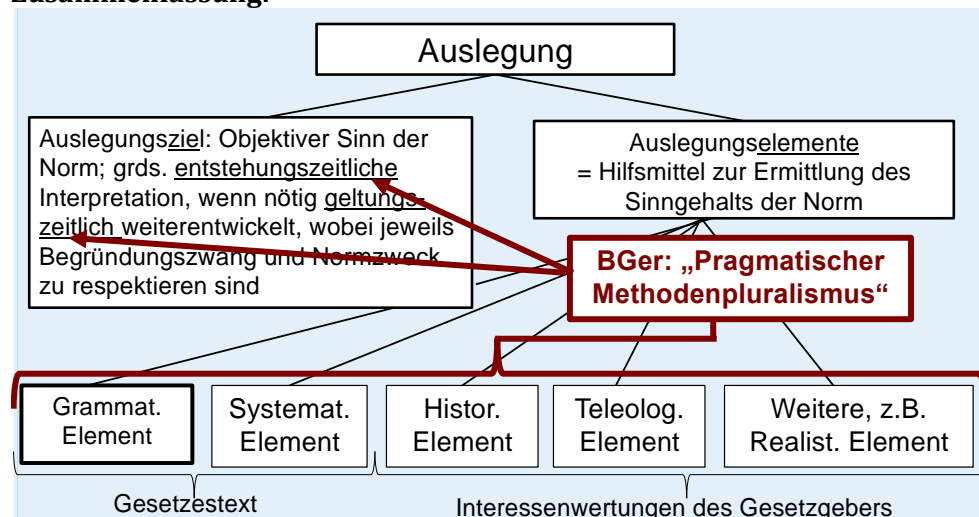 Zusammenfassung:
Auslegung
Auslegungsziel: Objektiver Sinn der
Norm; grds. entstehungszeitliche
Interpretation, wenn nötig geltungs-
zeitlich weiterentwickelt, wobei jeweils
Begründungszwang und Normzweck
zu respektieren sind
Auslegungselemente
= Hilfsmittel zur Ermittlung des
Sinngehalts der Norm
BGer: „Pragmatischer
Methodenpluralismus“
Grammat.
Element
Systemat.
Element
Histor.
Element
Teleolog.
Element
Weitere, z.B.
Realist. Element
Gesetzestext
Interessenwertungen des Gesetzgebers